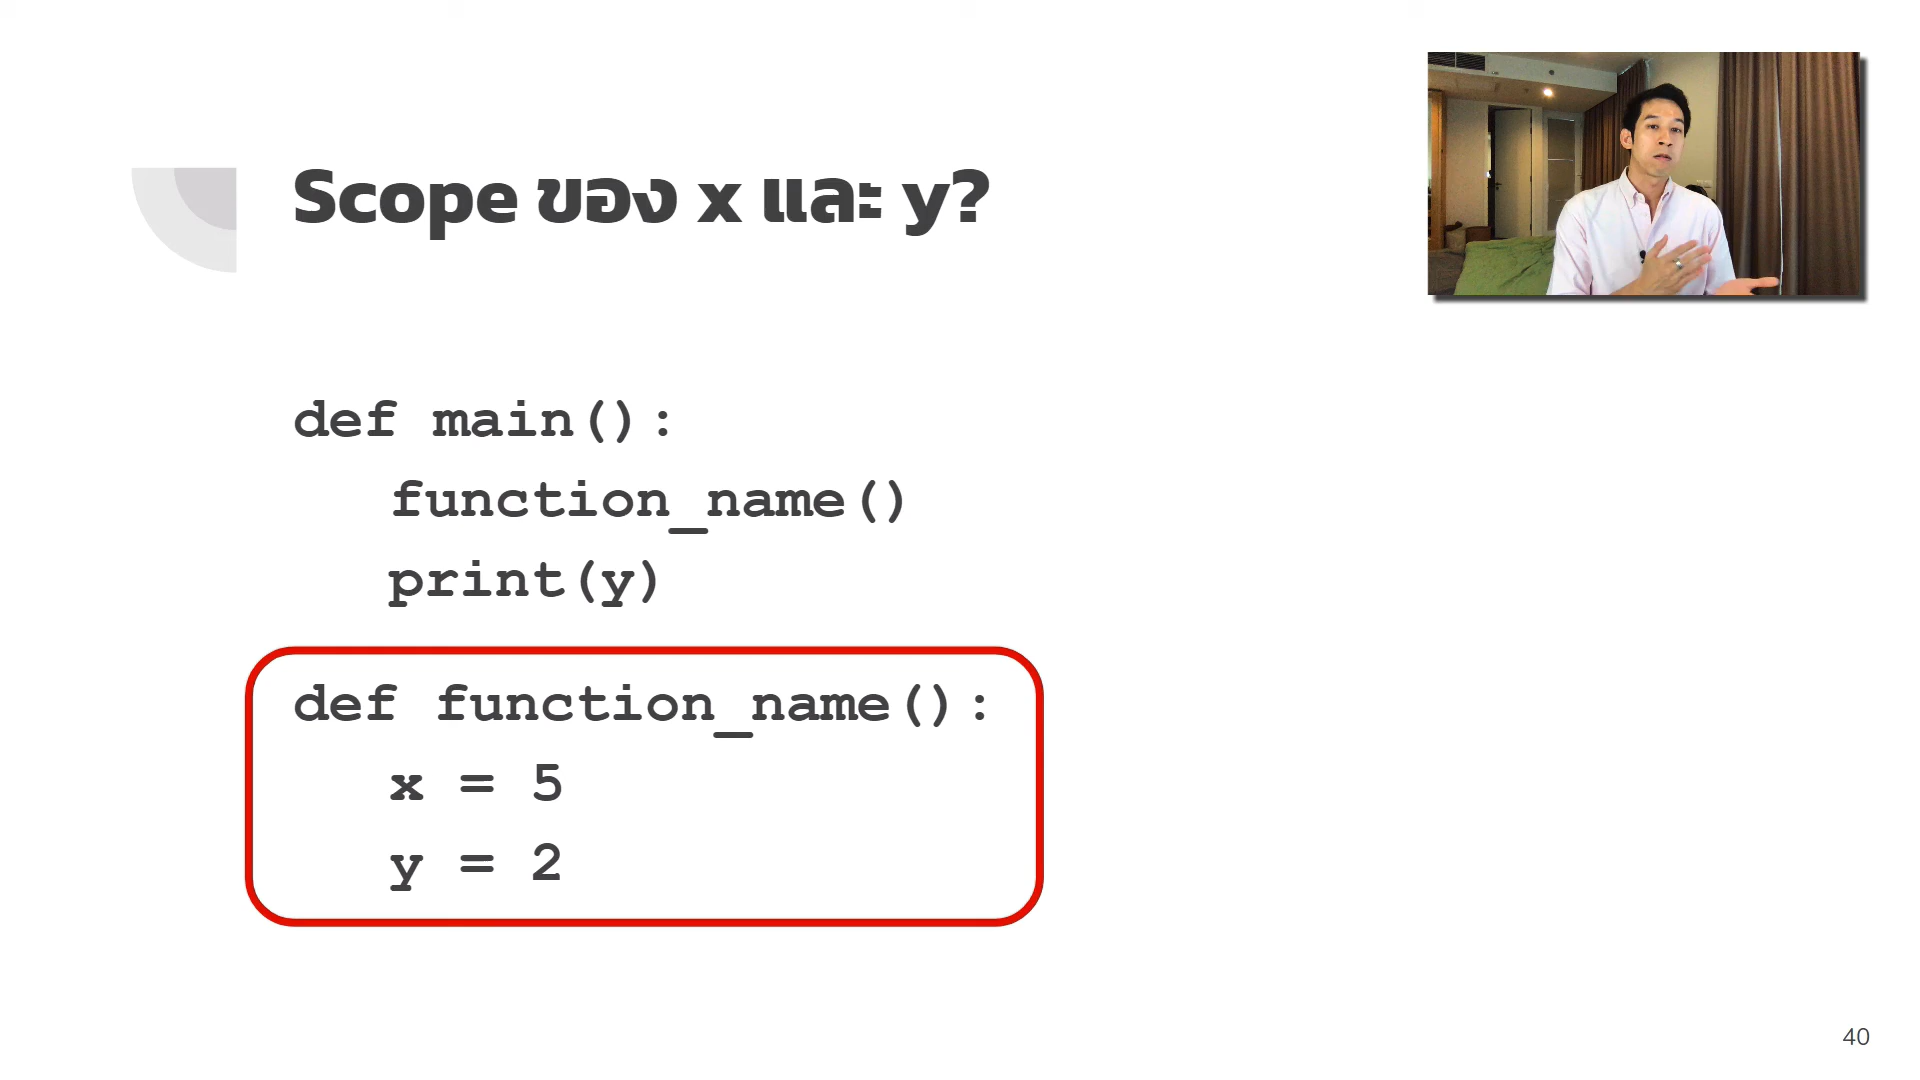 Scope ของ x และ y?
def main():
function_name()
print(y)
def function_name():
x = 5
y = 2
40